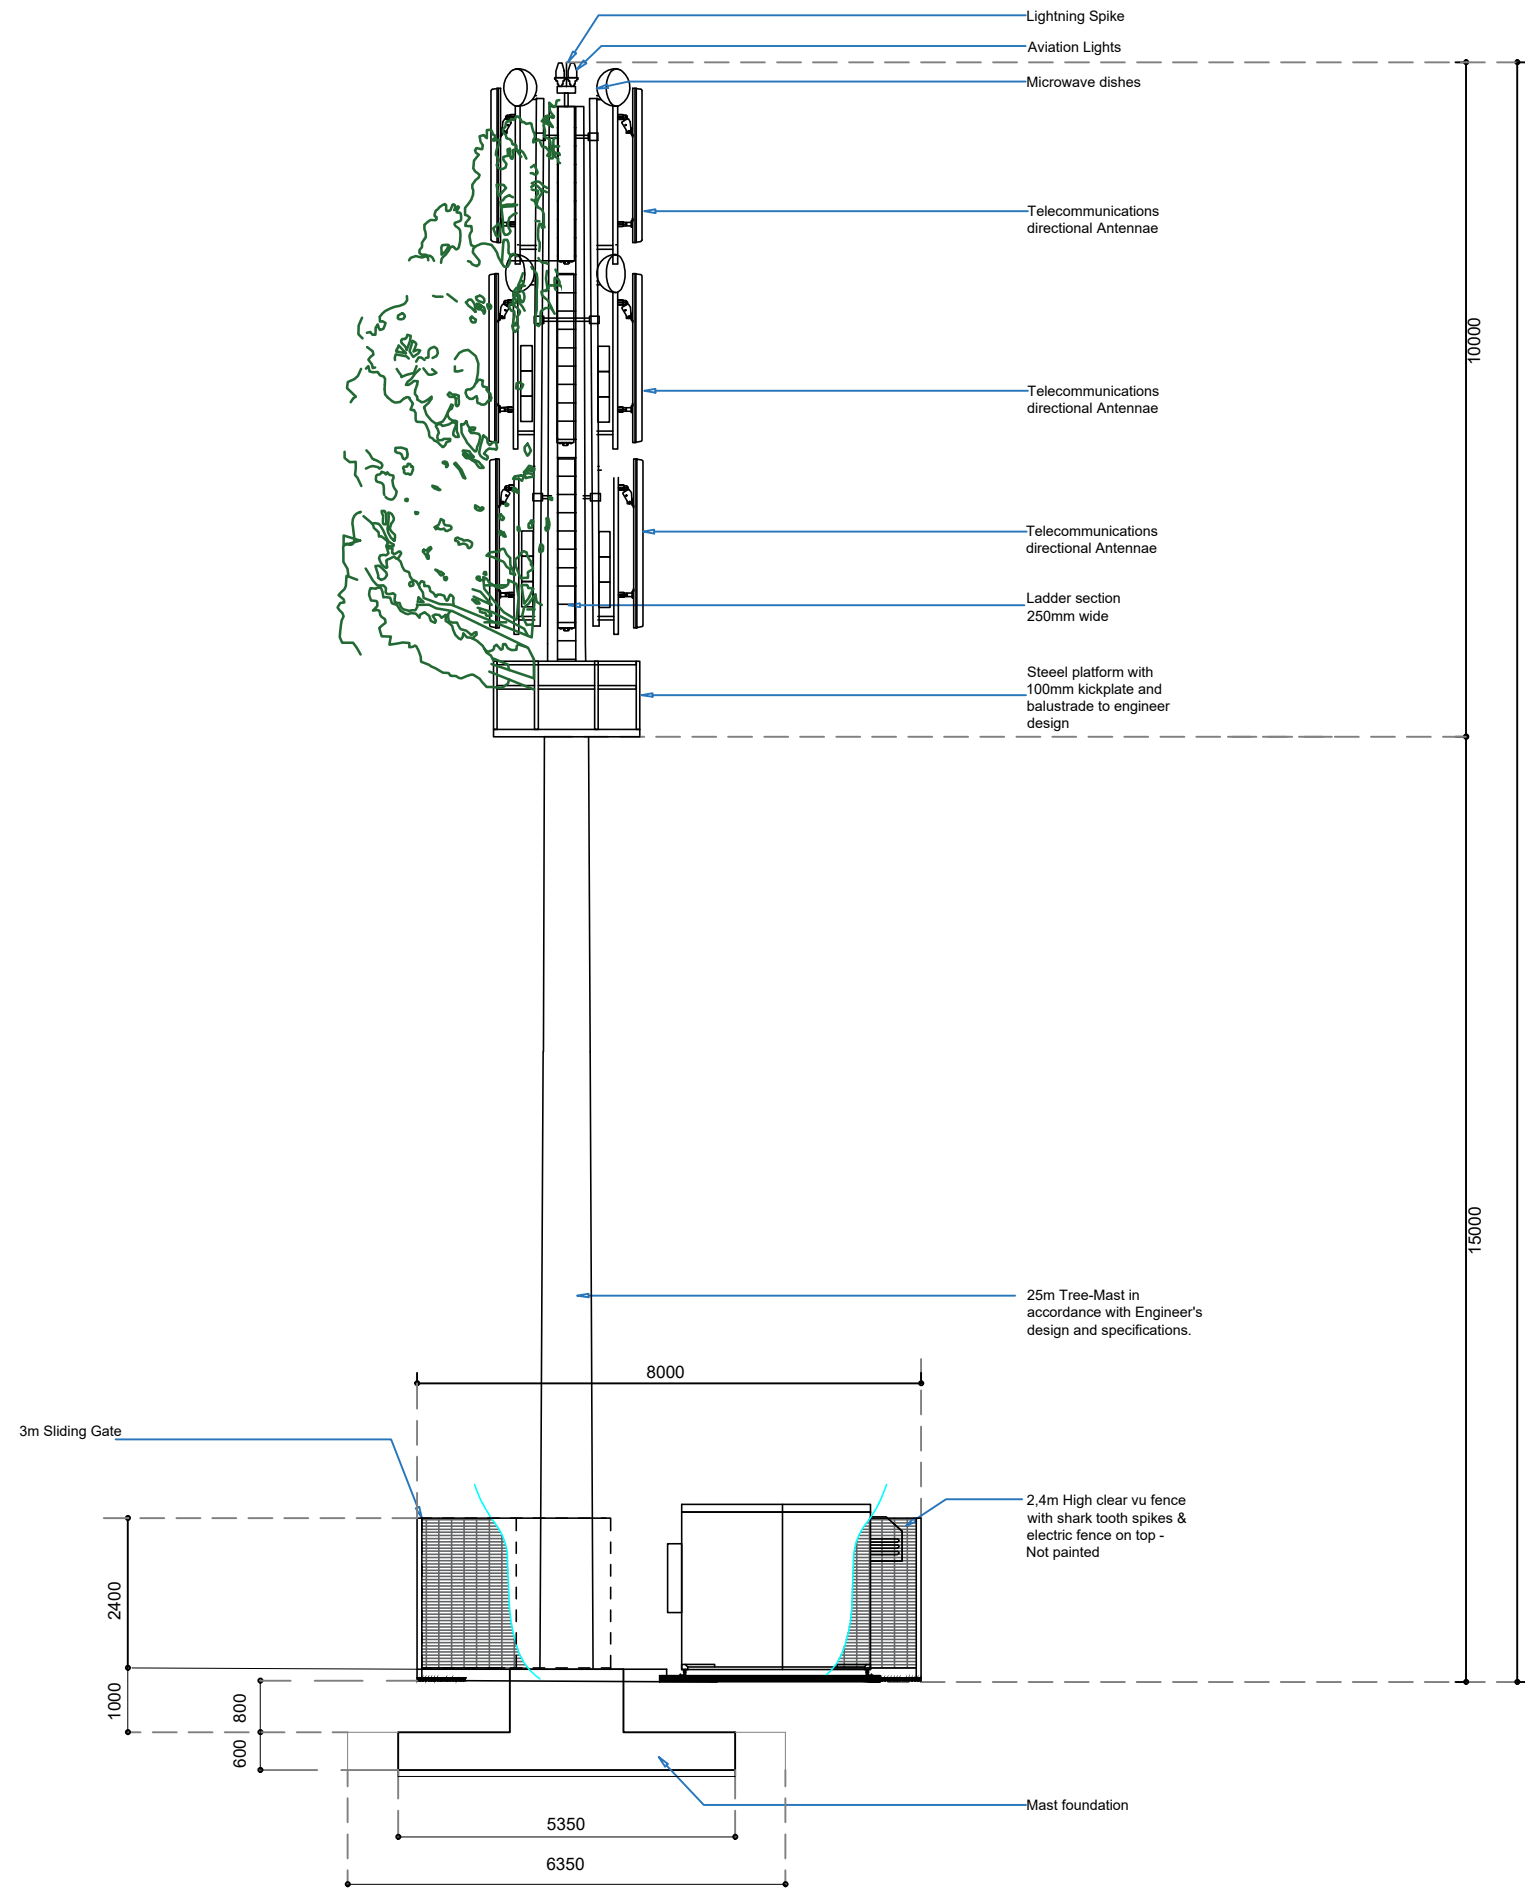 Lightning Spike
Aviation Lights
Microwave dishes
Telecommunications
directional Antennae
10000
Telecommunications
directional Antennae
Telecommunications
directional Antennae
Ladder section
250mm wide
Steeel platform with
100mm kickplate and
balustrade to engineer
design
15000
25m Tree-Mast in
accordance with Engineer's
design and specifications.
8000
3m Sliding Gate
2,4m High clear vu fence
with shark tooth spikes &
electric fence on top -
Not painted
2400
1000
800
600
Mast foundation
5350
6350